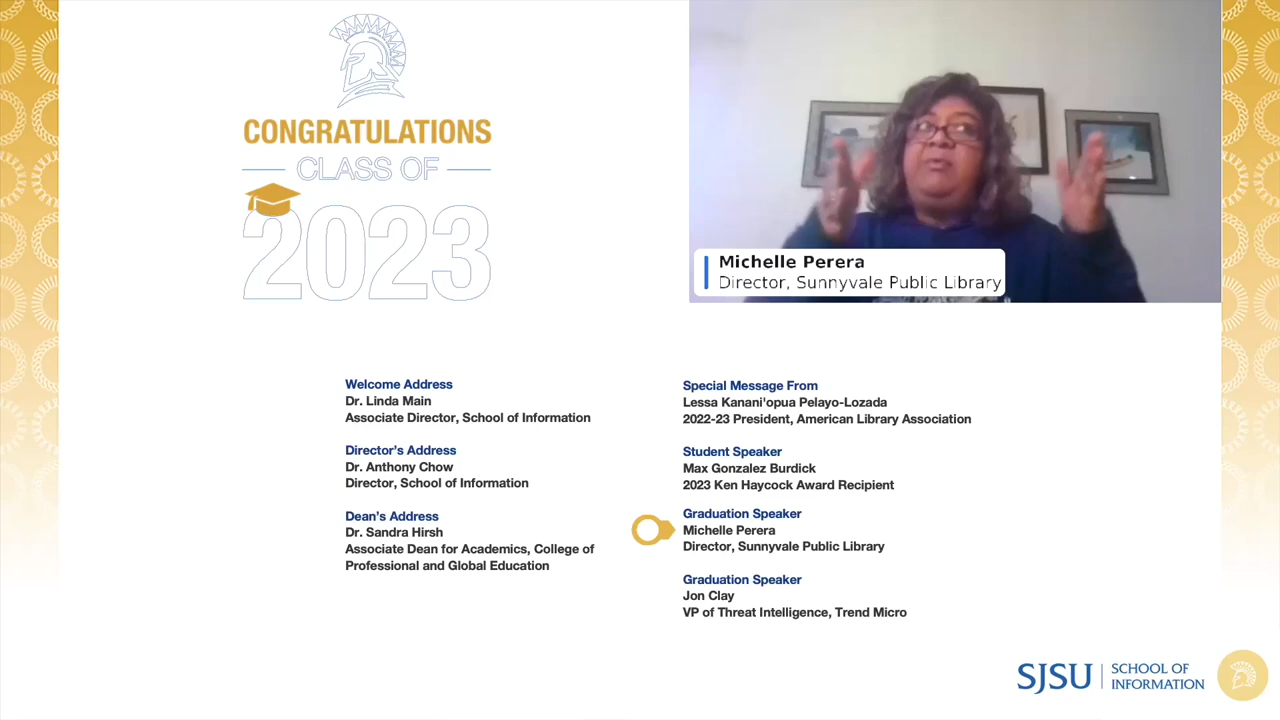 CONGRATULATIONS
CLASS OF
2023
Michelle Perera
Director, Sunnyvale Public Library
Welcome Address
Dr. Linda Main
Associate Director, School of Information
Director's Address
Dr. Anthony Chow
Director, School of Information
Dean's Address
Dr. Sandra Hirsh
Associate Dean for Academics, College of
Professional and Global Education
Special Message From
Lessa Kanani'opua Pelayo-Lozada
2022-23 President, American Library Association
Student Speaker
Max Gonzalez Burdick
2023 Ken Haycock Award Recipient
Graduation Speaker
Michelle Perera
Director, Sunnyvale Public Library
Graduation Speaker
Jon Clay
VP of Threat Intelligence, Trend Micro
SJSU
SCHOOL OF
INFORMATION